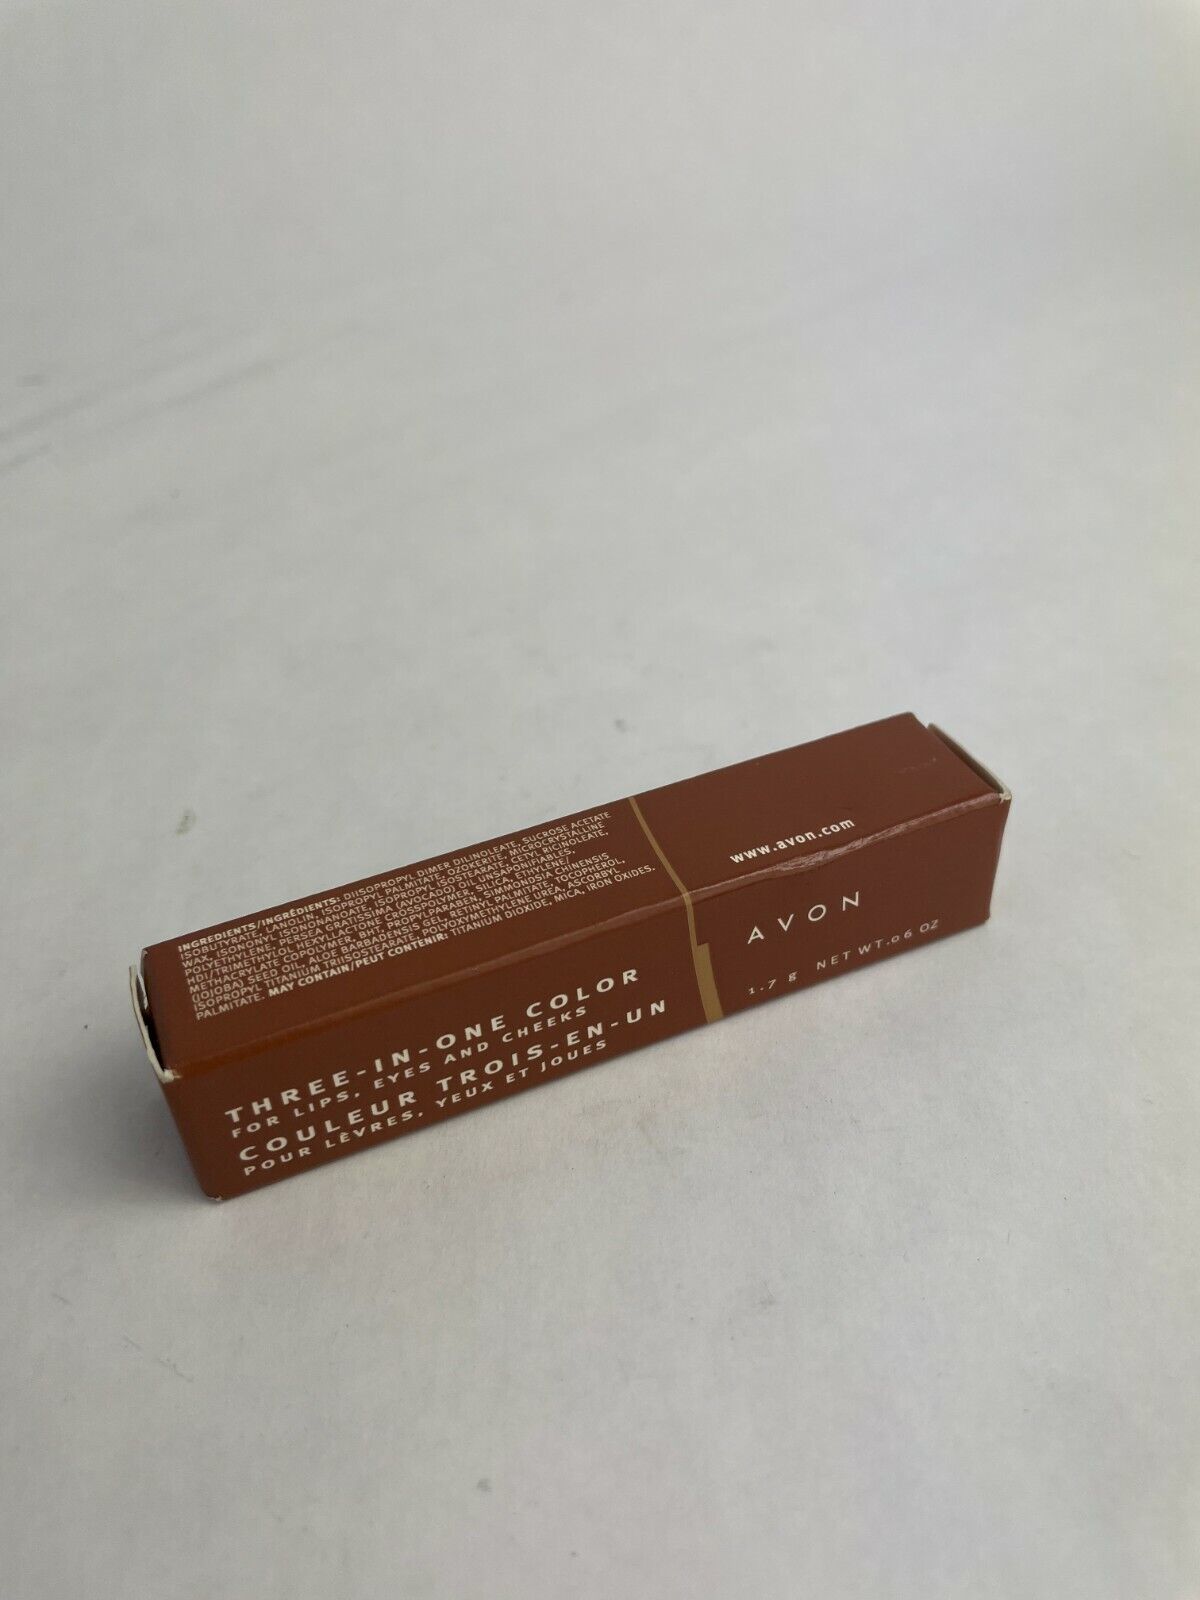 INGREDIENTS/INGRÉDIENTS: DIISOPROPYL DIMER DILINOLEATE, SUCROSE ACETATE
ISOBUTYRATE, LANOLIN, ISOPROPYL PALMITATE, OZOKERITE, MICROCRYSTALLINE
WAX, ISONONYL ISONONANOATE, ISOPROPYL ISOSTEARATE, CETYL RICINOLEATE,
POLYETHYLENE, PERSEA GRATISSIMA (AVOCADO) OIL UNSAPONIFIABLES,
HDI/TRIMETHYLOL HEXYLLACTONE CROSSPOLYMER, SILICA, ETHYLENE/
METHACRYLATE COPOLYMER, BHT, PROPYLPARABEN, SIMMONDSIA CHINENSIS
(JOJOBA) SEED OIL, ALOE BARBADENSIS GEL, RETINYL PALMITATE, TOCOPHEROL,
ISOPROPYL TITANIUM TRIISOSTEARATE, POLYOXYMETHYLENE UREA, ASCORBYL
PALMITATE. MAY CONTAIN/PEUT CONTENIR: TITANIUM DIOXIDE, MICA, IRON OXIDES.
www.avon.com
THREE-IN-ONE COLOR
FOR LIPS, EYES AND CHEEKS
COULEUR TROIS-EN-UN
POUR LÈVRES, YEUX ET JOUES
AVON
1.7 g NET WT. .06 OZ